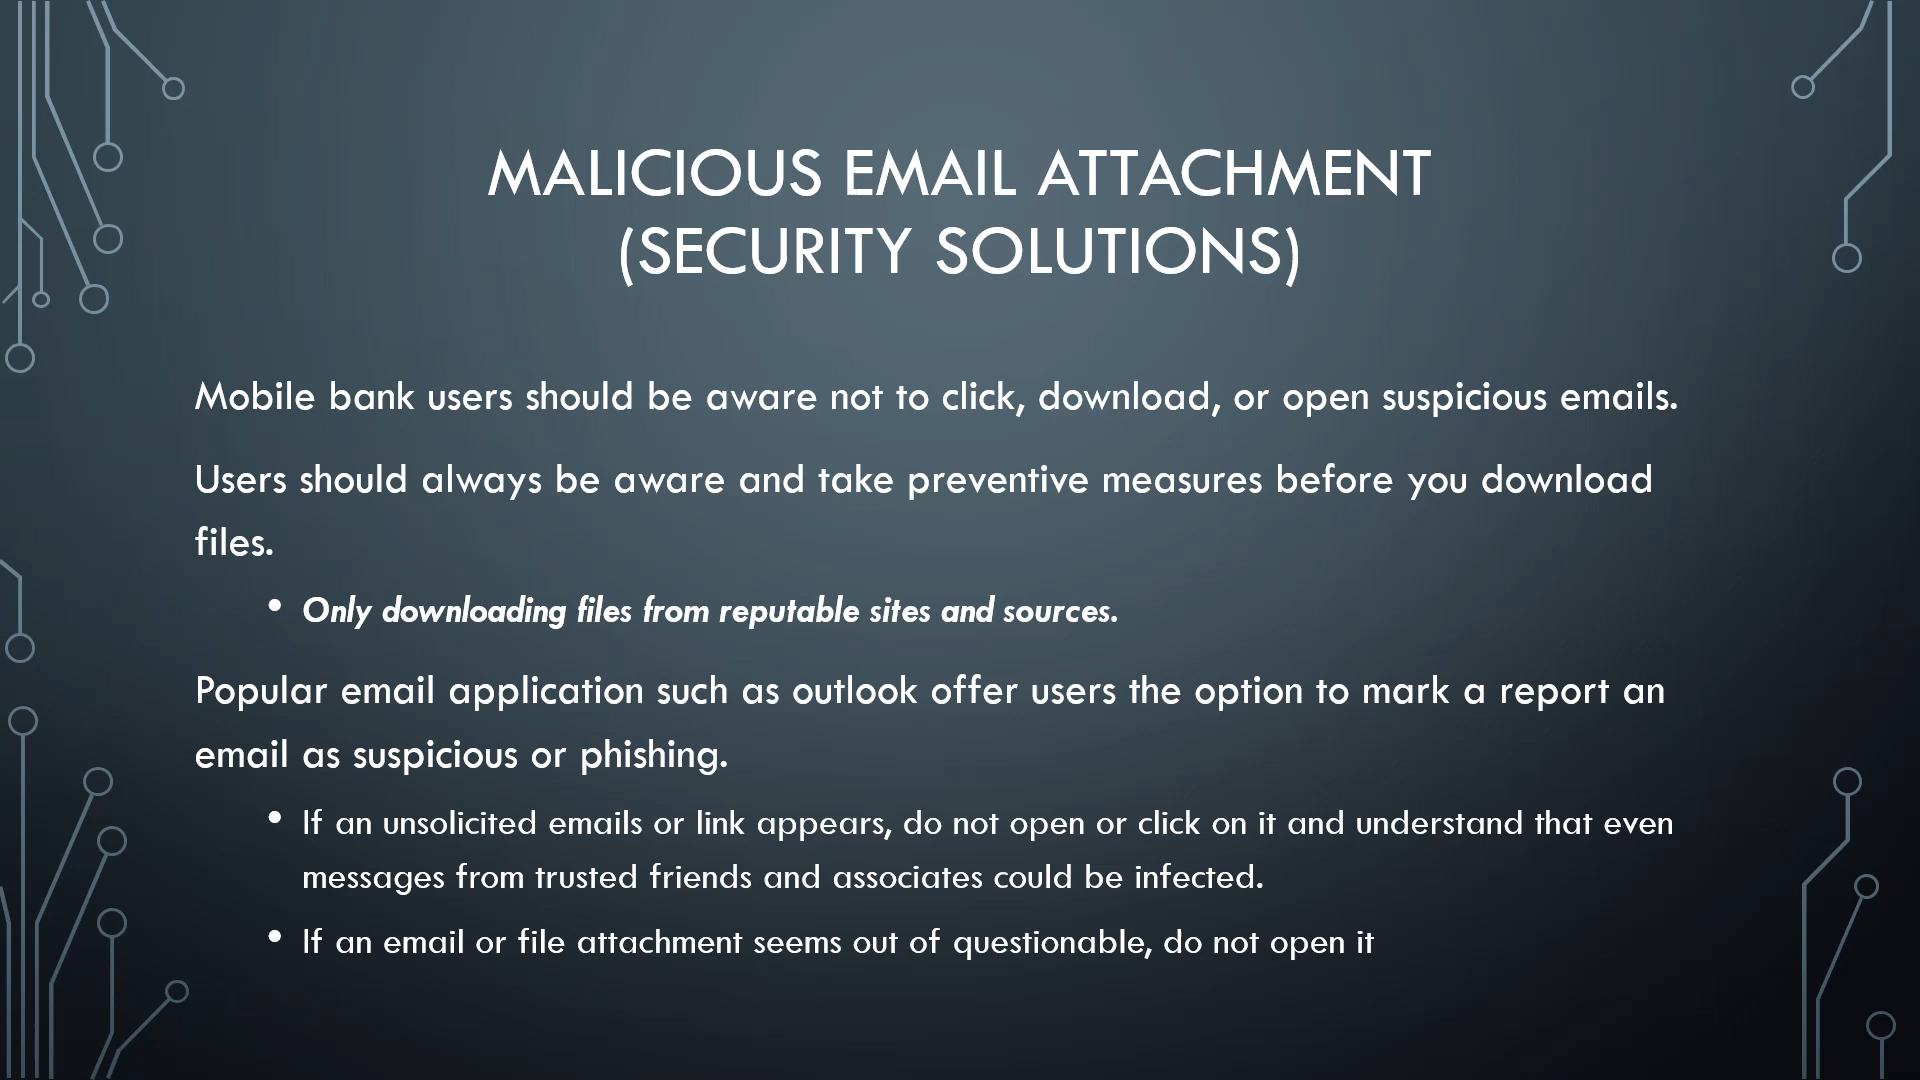 MALICIOUS EMAIL ATTACHMENT
(SECURITY SOLUTIONS)
Mobile bank users should be aware not to click, download, or open suspicious emails.
Users should always be aware and take preventive measures before you download
files.
• Only downloading files from reputable sites and sources.
Popular email application such as outlook offer users the option to mark a report an
email as suspicious or phishing.
• If an unsolicited emails or link appears, do not open or click on it and understand that even
messages from trusted friends and associates could be infected.
• If an email or file attachment seems out of questionable, do not open it